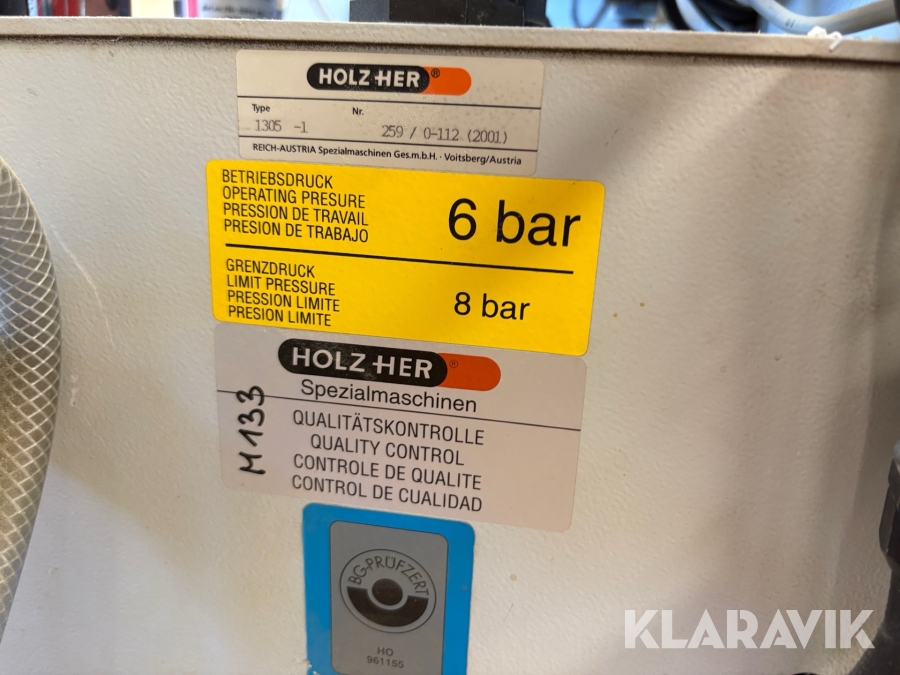 HOLZ-HER®
Type Nr.
1305 -1 259 / 0-112 (2001)
REICH-AUSTRIA Spezialmaschinen Ges.m.b.H. · Voitsberg/Austria
BETRIEBSDRUCK
OPERATING PRESURE
PRESSION DE TRAVAIL
PRESION DE TRABAJO
6 bar
GRENZDRUCK
LIMIT PRESSURE
PRESSION LIMITE
PRESION LIMITE
8 bar
HOLZ-HER®
Spezialmaschinen
M133
QUALITÄTSKONTROLLE
QUALITY CONTROL
CONTROLE DE QUALITE
CONTROL DE CUALIDAD
BG-PRÜFZERT
HO
961155
KLARAVIK